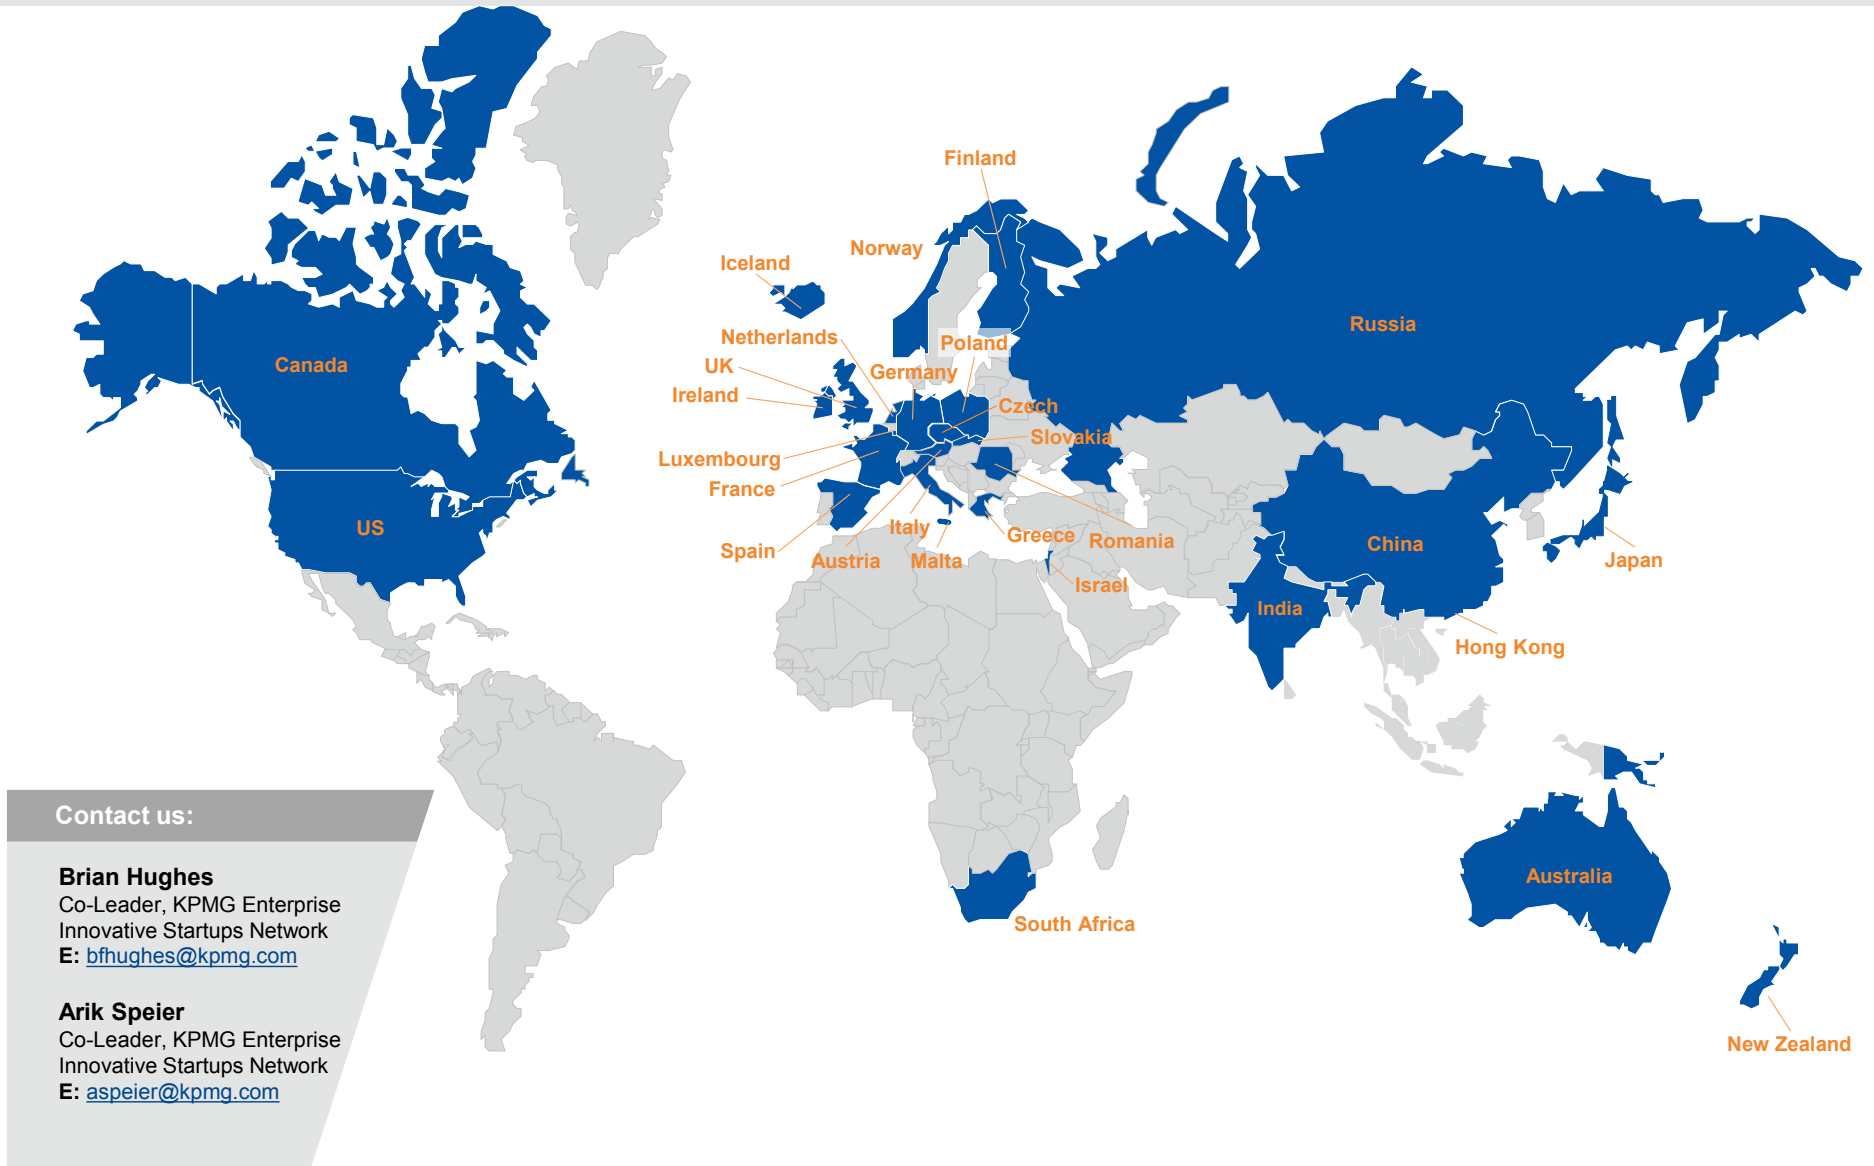 Finland
Norway
Iceland
Russia
Netherlands
Poland
UK
Canada
Germany
Ireland
Czech
Slovakia
Luxembourg
France
US
Italy
Greece
Romania
China
Spain
Austria
Malta
Japan
Israel
India
Hong Kong
Contact us:
Brian Hughes
Co-Leader, KPMG Enterprise
Innovative Startups Network
E: bfhughes@kpmg.com
Arik Speier
Co-Leader, KPMG Enterprise
Innovative Startups Network
E: aspeier@kpmg.com
Australia
South Africa
New Zealand